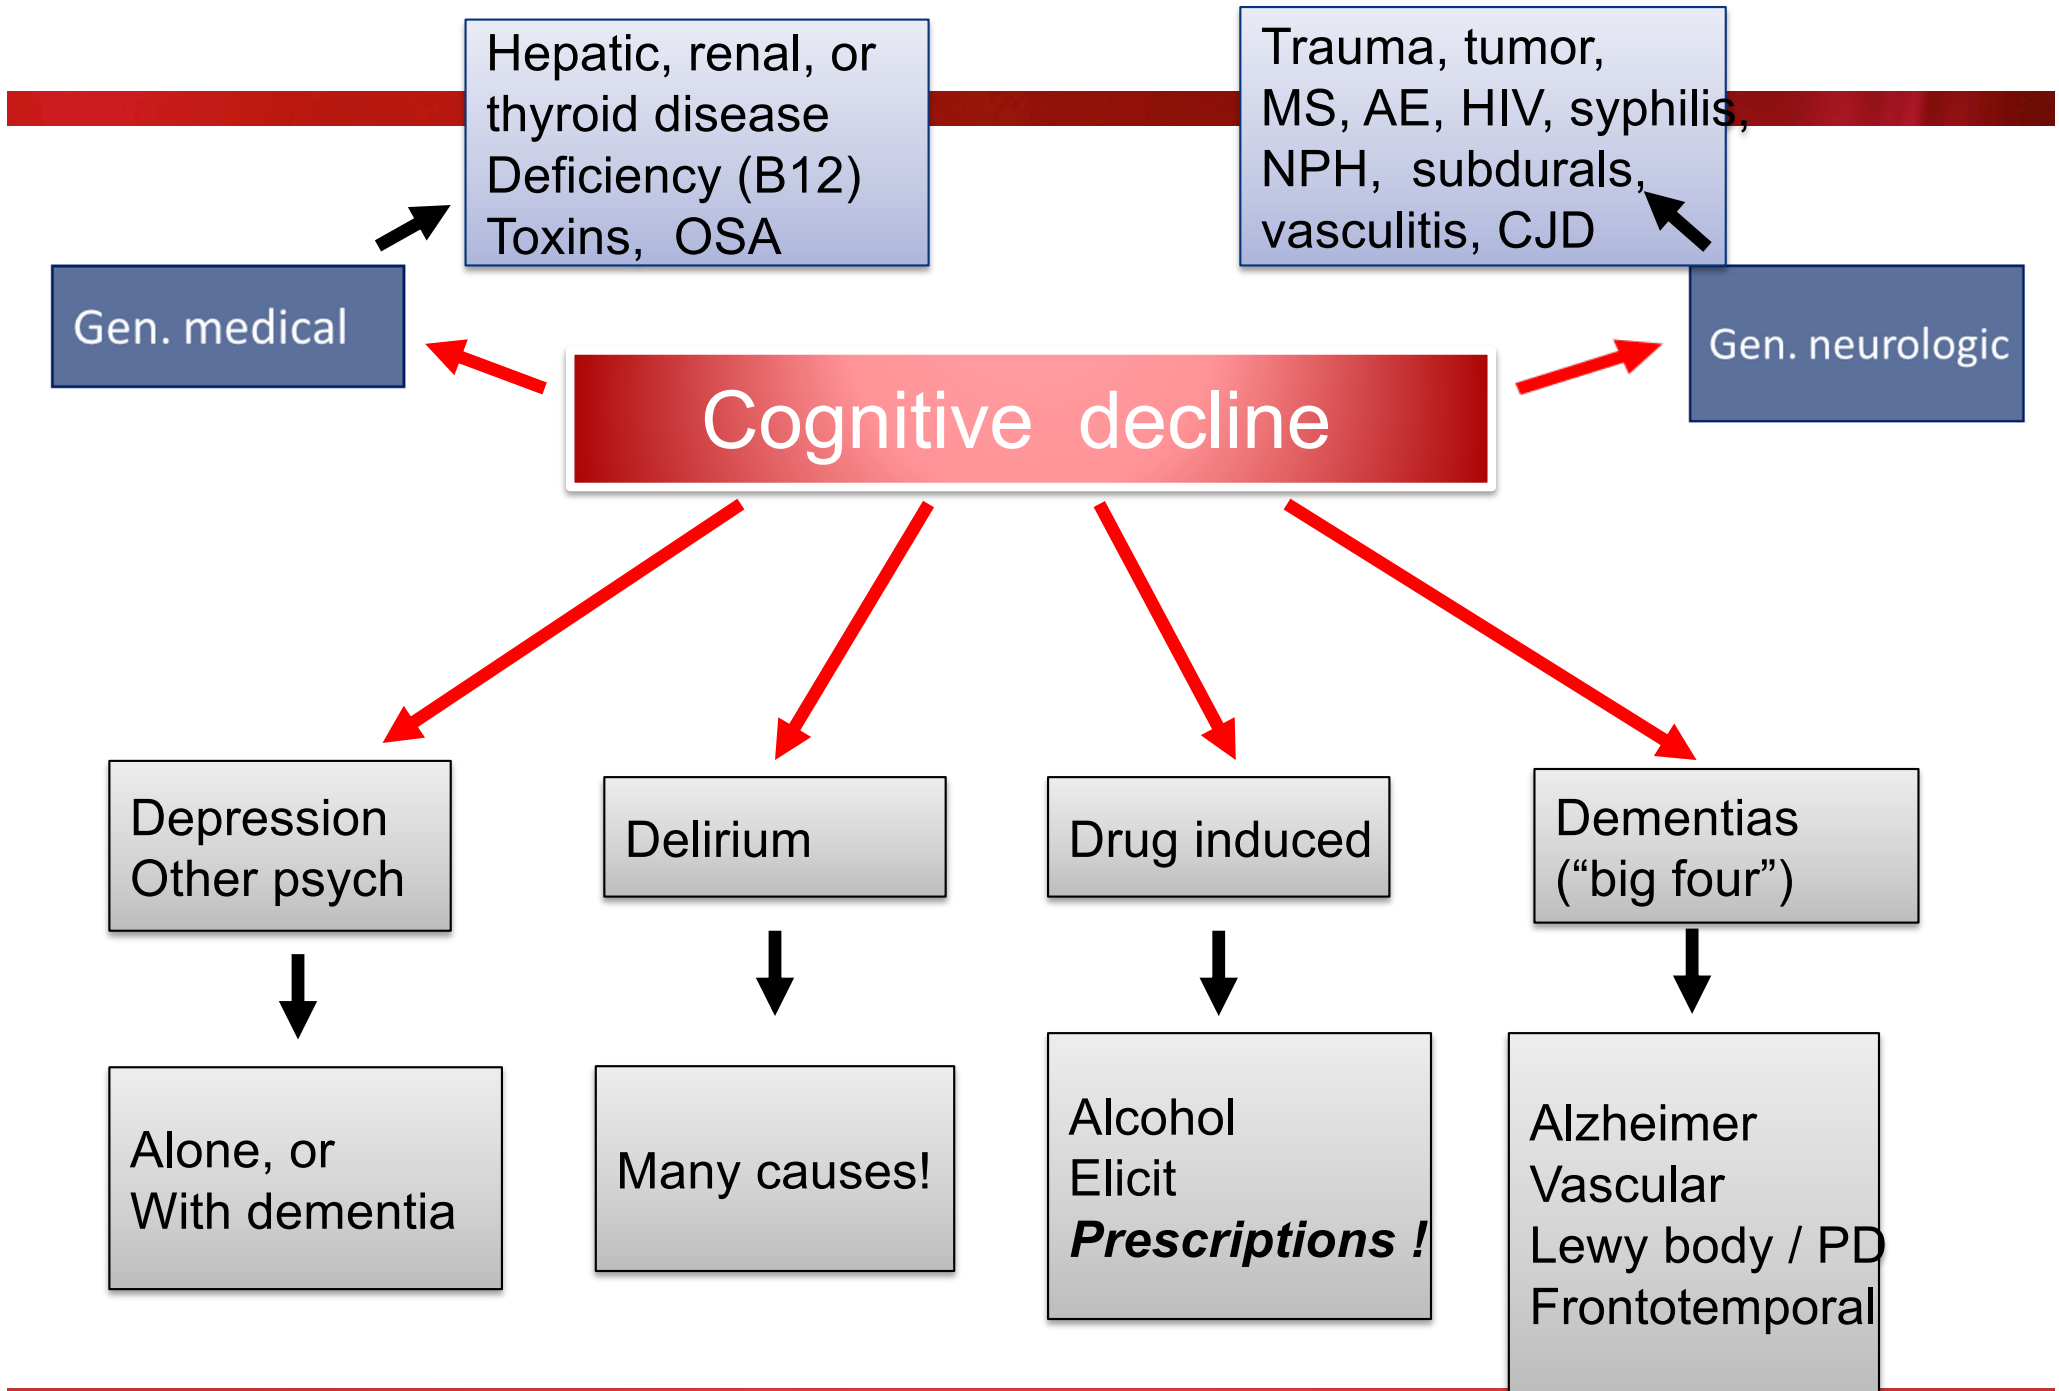 Hepatic, renal, or
thyroid disease
Deficiency (B12)
Toxins, OSA
Trauma, tumor,
MS, AE, HIV, syphilis,
NPH, subdurals,
vasculitis, CJD
Gen. medical
Gen. neurologic
Cognitive decline
Depression
Other psych
Delirium
Drug induced
Dementias
(“big four”)
Alone, or
With dementia
Many causes!
Alcohol
Elicit
Prescriptions !
Alzheimer
Vascular
Lewy body / PD
Frontotemporal